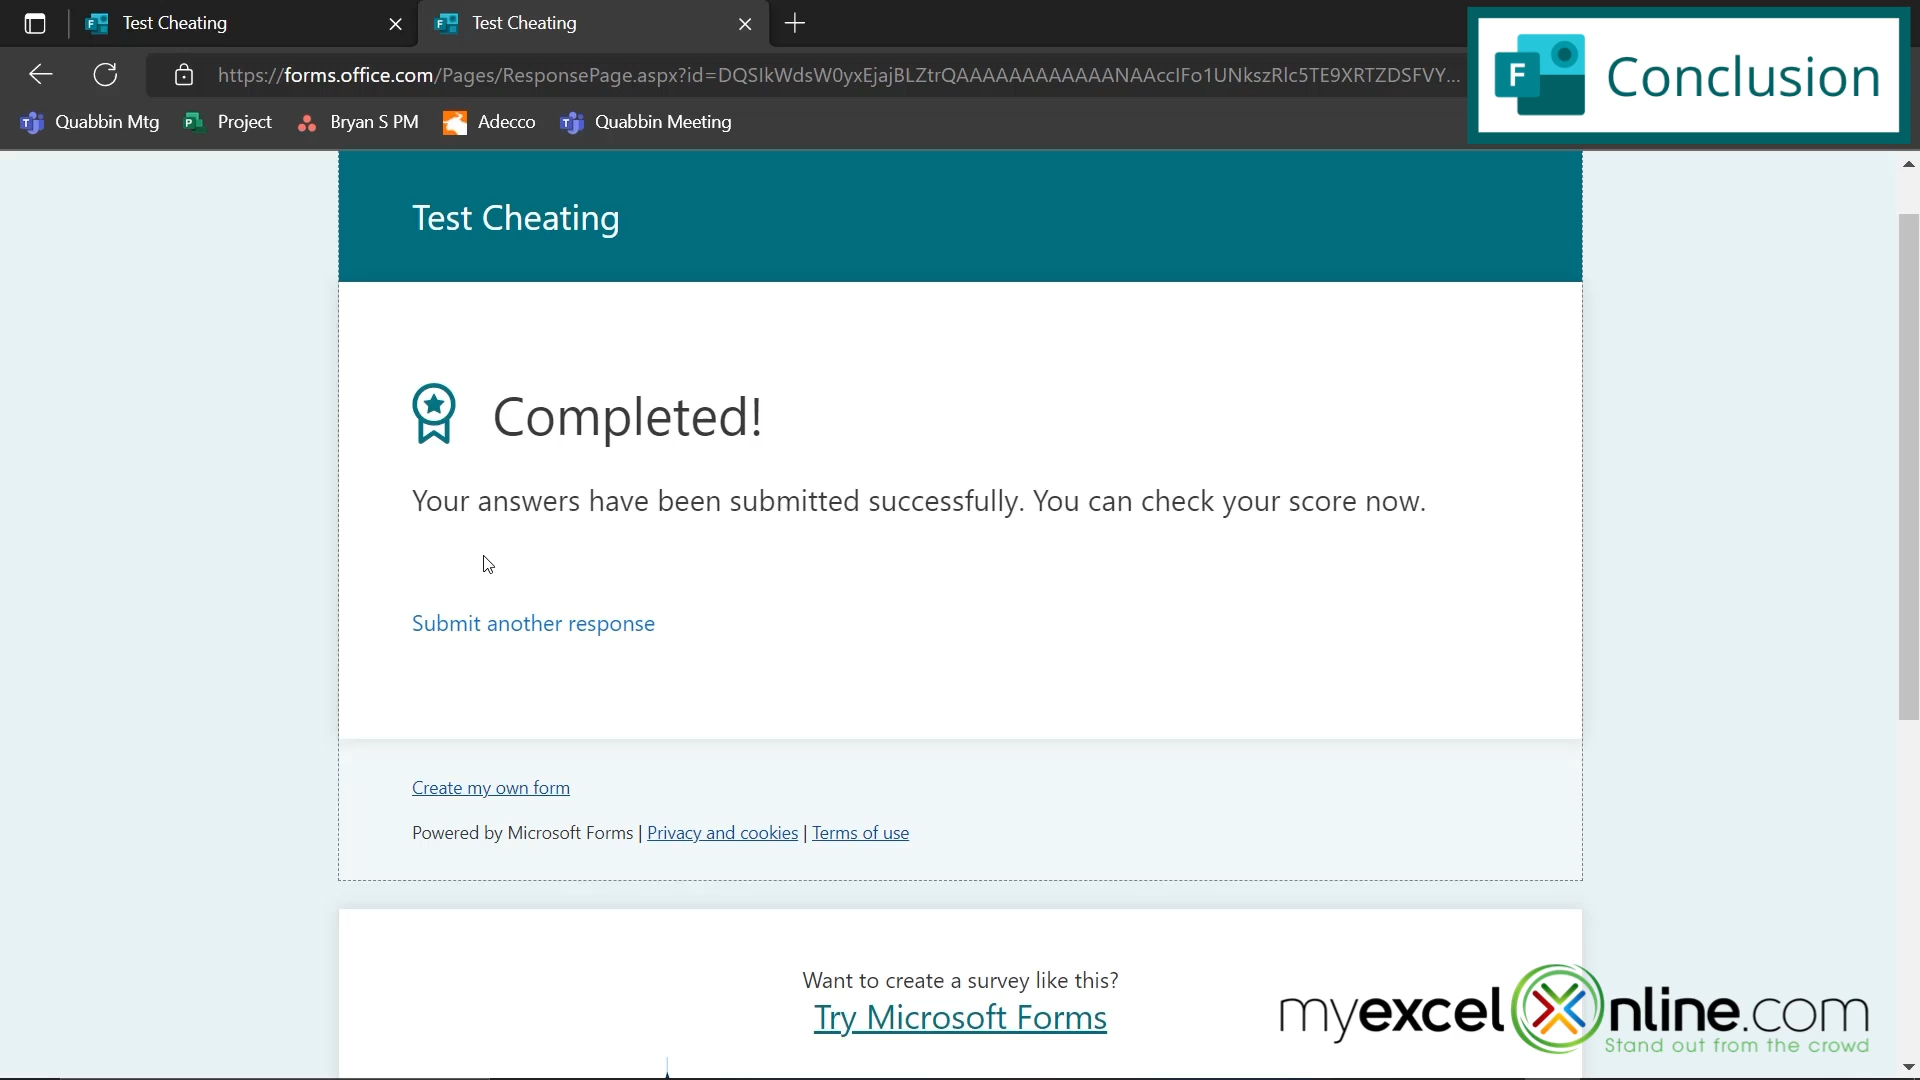 Test Cheating
Test Cheating
https://forms.office.com/Pages/ResponsePage.aspx?id=DQSIkWdsW0yxEjajBLZtrQAAAAAAAAAAAANAAccIFo1UNkszRlc5TE9XRTZDSFVY...
Conclusion
Quabbin Mtg
Project
Bryan S PM
Adecco
Quabbin Meeting
Test Cheating
Completed!
Your answers have been submitted successfully. You can check your score now.
Submit another response
Create my own form
Powered by Microsoft Forms | Privacy and cookies | Terms of use
Want to create a survey like this?
Try Microsoft Forms
myexcelOnline.com
Stand out from the crowd